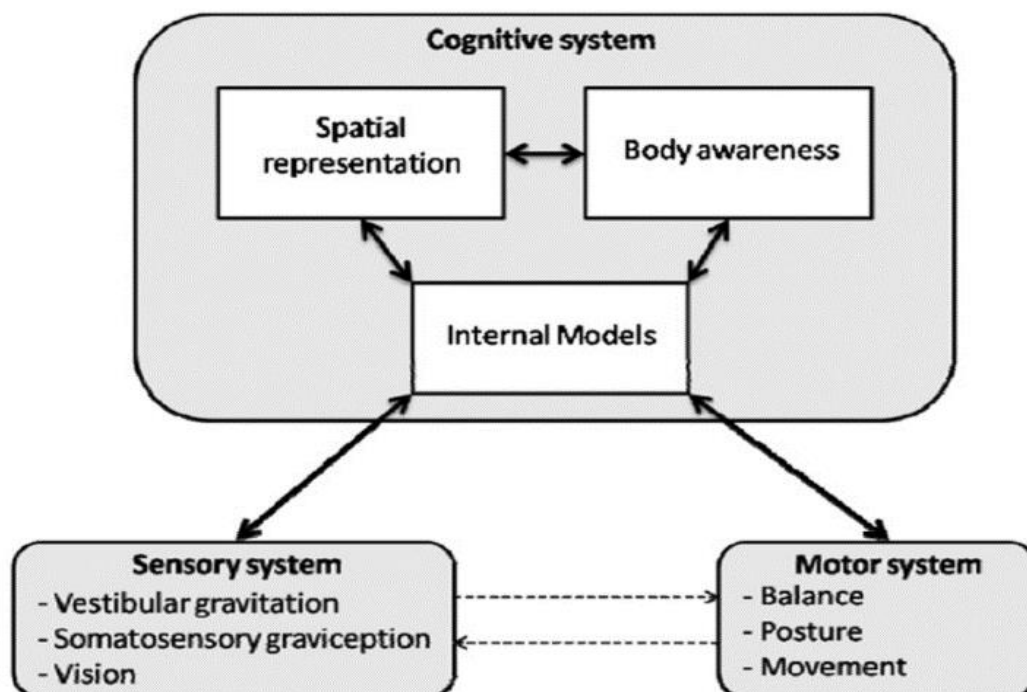 Cognitive system
Spatial
representation
Body awareness
Internal Models
Sensory system
- Vestibular gravitation
- Somatosensory graviception
- Vision
Motor system
- Balance
- Posture
- Movement